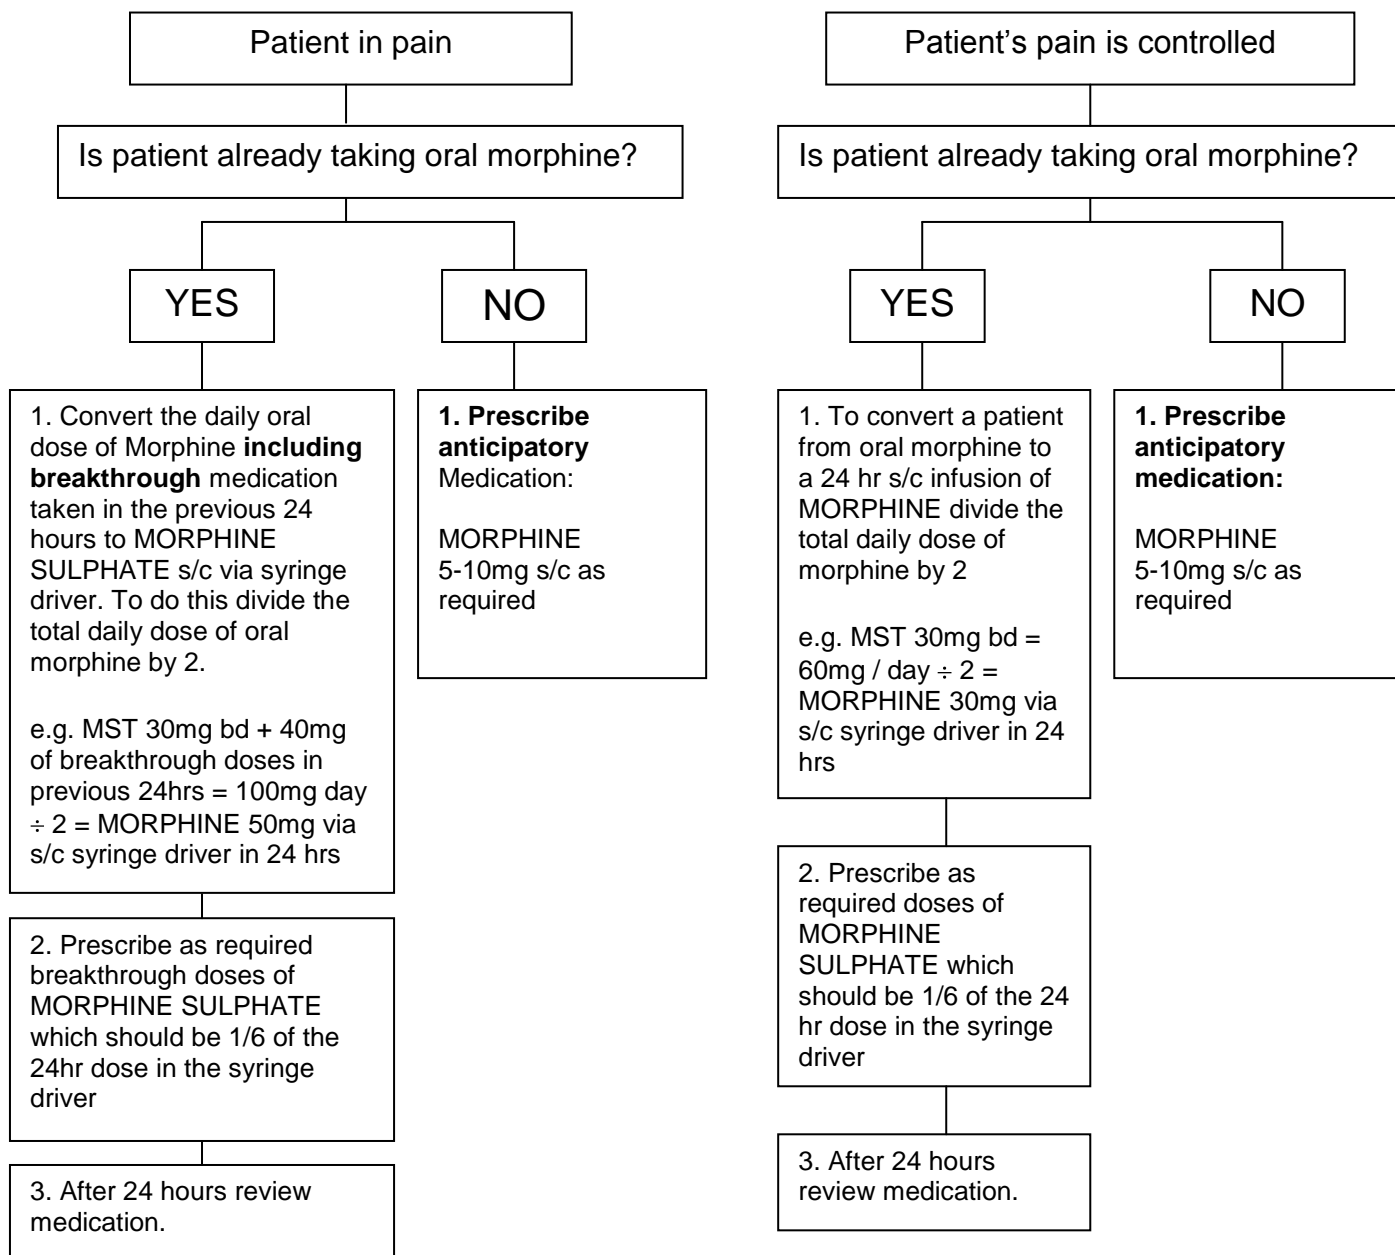 Patient in pain
Is patient already taking oral morphine?
YES
NO
1. Convert the daily oral
dose of Morphine including
breakthrough medication
taken in the previous 24
hours to MORPHINE
SULPHATE s/c via syringe
driver. To do this divide the
total daily dose of oral
morphine by 2.
e.g. MST 30mg bd + 40mg
of breakthrough doses in
previous 24hrs = 100mg day
÷ 2 = MORPHINE 50mg via
s/c syringe driver in 24 hrs
1. Prescribe
anticipatory
Medication:
MORPHINE
5-10mg s/c as
required
2. Prescribe as required
breakthrough doses of
MORPHINE SULPHATE
which should be 1/6 of the
24hr dose in the syringe
driver
3. After 24 hours review
medication.
Patient’s pain is controlled
Is patient already taking oral morphine?
YES
NO
1. To convert a patient
from oral morphine to
a 24 hr s/c infusion of
MORPHINE divide the
total daily dose of
morphine by 2
e.g. MST 30mg bd =
60mg / day ÷ 2 =
MORPHINE 30mg via
s/c syringe driver in 24
hrs
1. Prescribe
anticipatory
medication:
MORPHINE
5-10mg s/c as
required
2. Prescribe as
required doses of
MORPHINE
SULPHATE which
should be 1/6 of the 24
hr dose in the syringe
driver
3. After 24 hours
review medication.